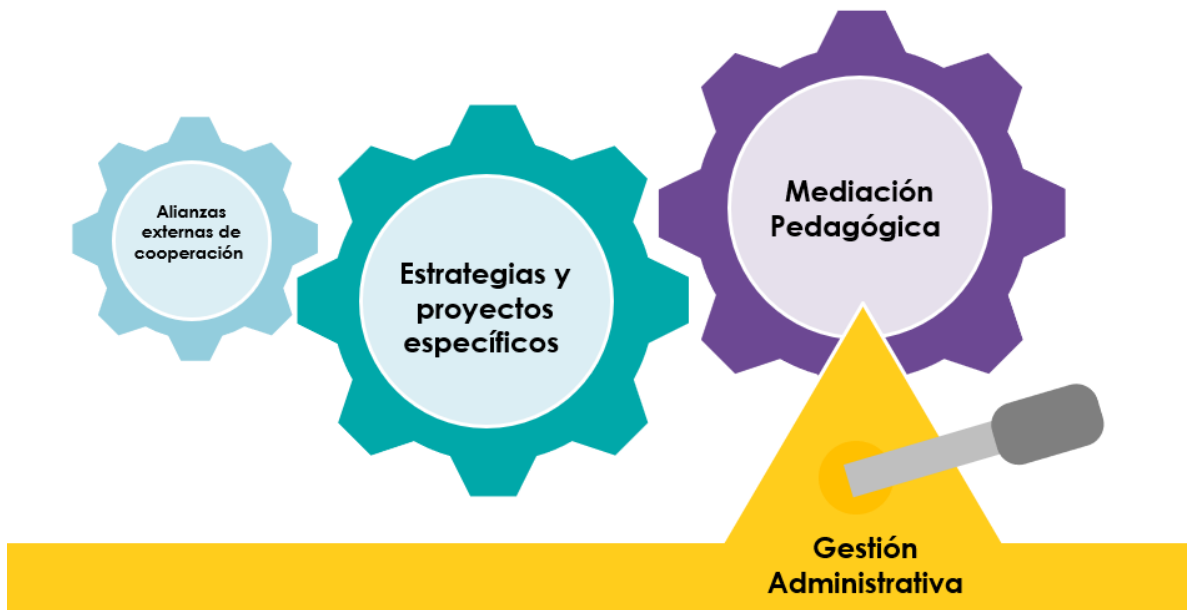 Alianzas
externas de
cooperación
Estrategias y
proyectos
específicos
Mediación
Pedagógica
Gestión
Administrativa